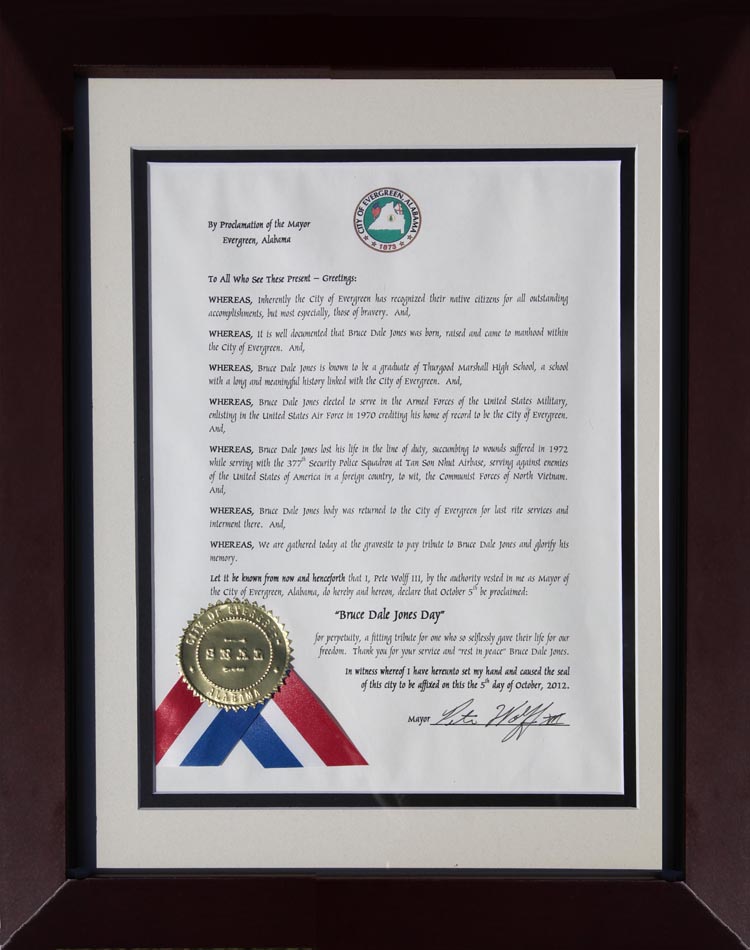 CITY OF EVERGREEN, ALABAMA
1873
By Proclamation of the Mayor
Evergreen, Alabama
To All Who See These Present – Greetings:
WHEREAS, Inherently the City of Evergreen has recognized their native citizens for all outstanding
accomplishments, but most especially, those of bravery. And,
WHEREAS, It is well documented that Bruce Dale Jones was born, raised and came to manhood within
the City of Evergreen. And,
WHEREAS, Bruce Dale Jones is known to be a graduate of Thurgood Marshall High School, a school
with a long and meaningful history linked with the City of Evergreen. And,
WHEREAS, Bruce Dale Jones elected to serve in the Armed Forces of the United States Military,
enlisting in the United States Air Force in 1970 crediting his home of record to be the City of Evergreen.
And,
WHEREAS, Bruce Dale Jones lost his life in the line of duty, succumbing to wounds suffered in 1972
while serving with the 377th Security Police Squadron at Tan Son Nhut Airbase, serving against enemies
of the United States of America in a foreign country, to wit, the Communist Forces of North Vietnam.
And,
WHEREAS, Bruce Dale Jones body was returned to the City of Evergreen for last rite services and
interment there. And,
WHEREAS, We are gathered today at the gravesite to pay tribute to Bruce Dale Jones and glorify his
memory.
Let it be known from now and henceforth that I, Pete Wolff III, by the authority vested in me as Mayor of
the City of Evergreen, Alabama, do hereby and hereon, declare that October 5th be proclaimed:
"Bruce Dale Jones Day"
for perpetuity, a fitting tribute for one who so selflessly gave their life for our
freedom. Thank you for your service and "rest in peace" Bruce Dale Jones.
In witness whereof I have hereunto set my hand and caused the seal
of this city to be affixed on this the 5th day of October, 2012.
Mayor Pete Wolff III
CITY OF EVERGREEN
SEAL
ALABAMA